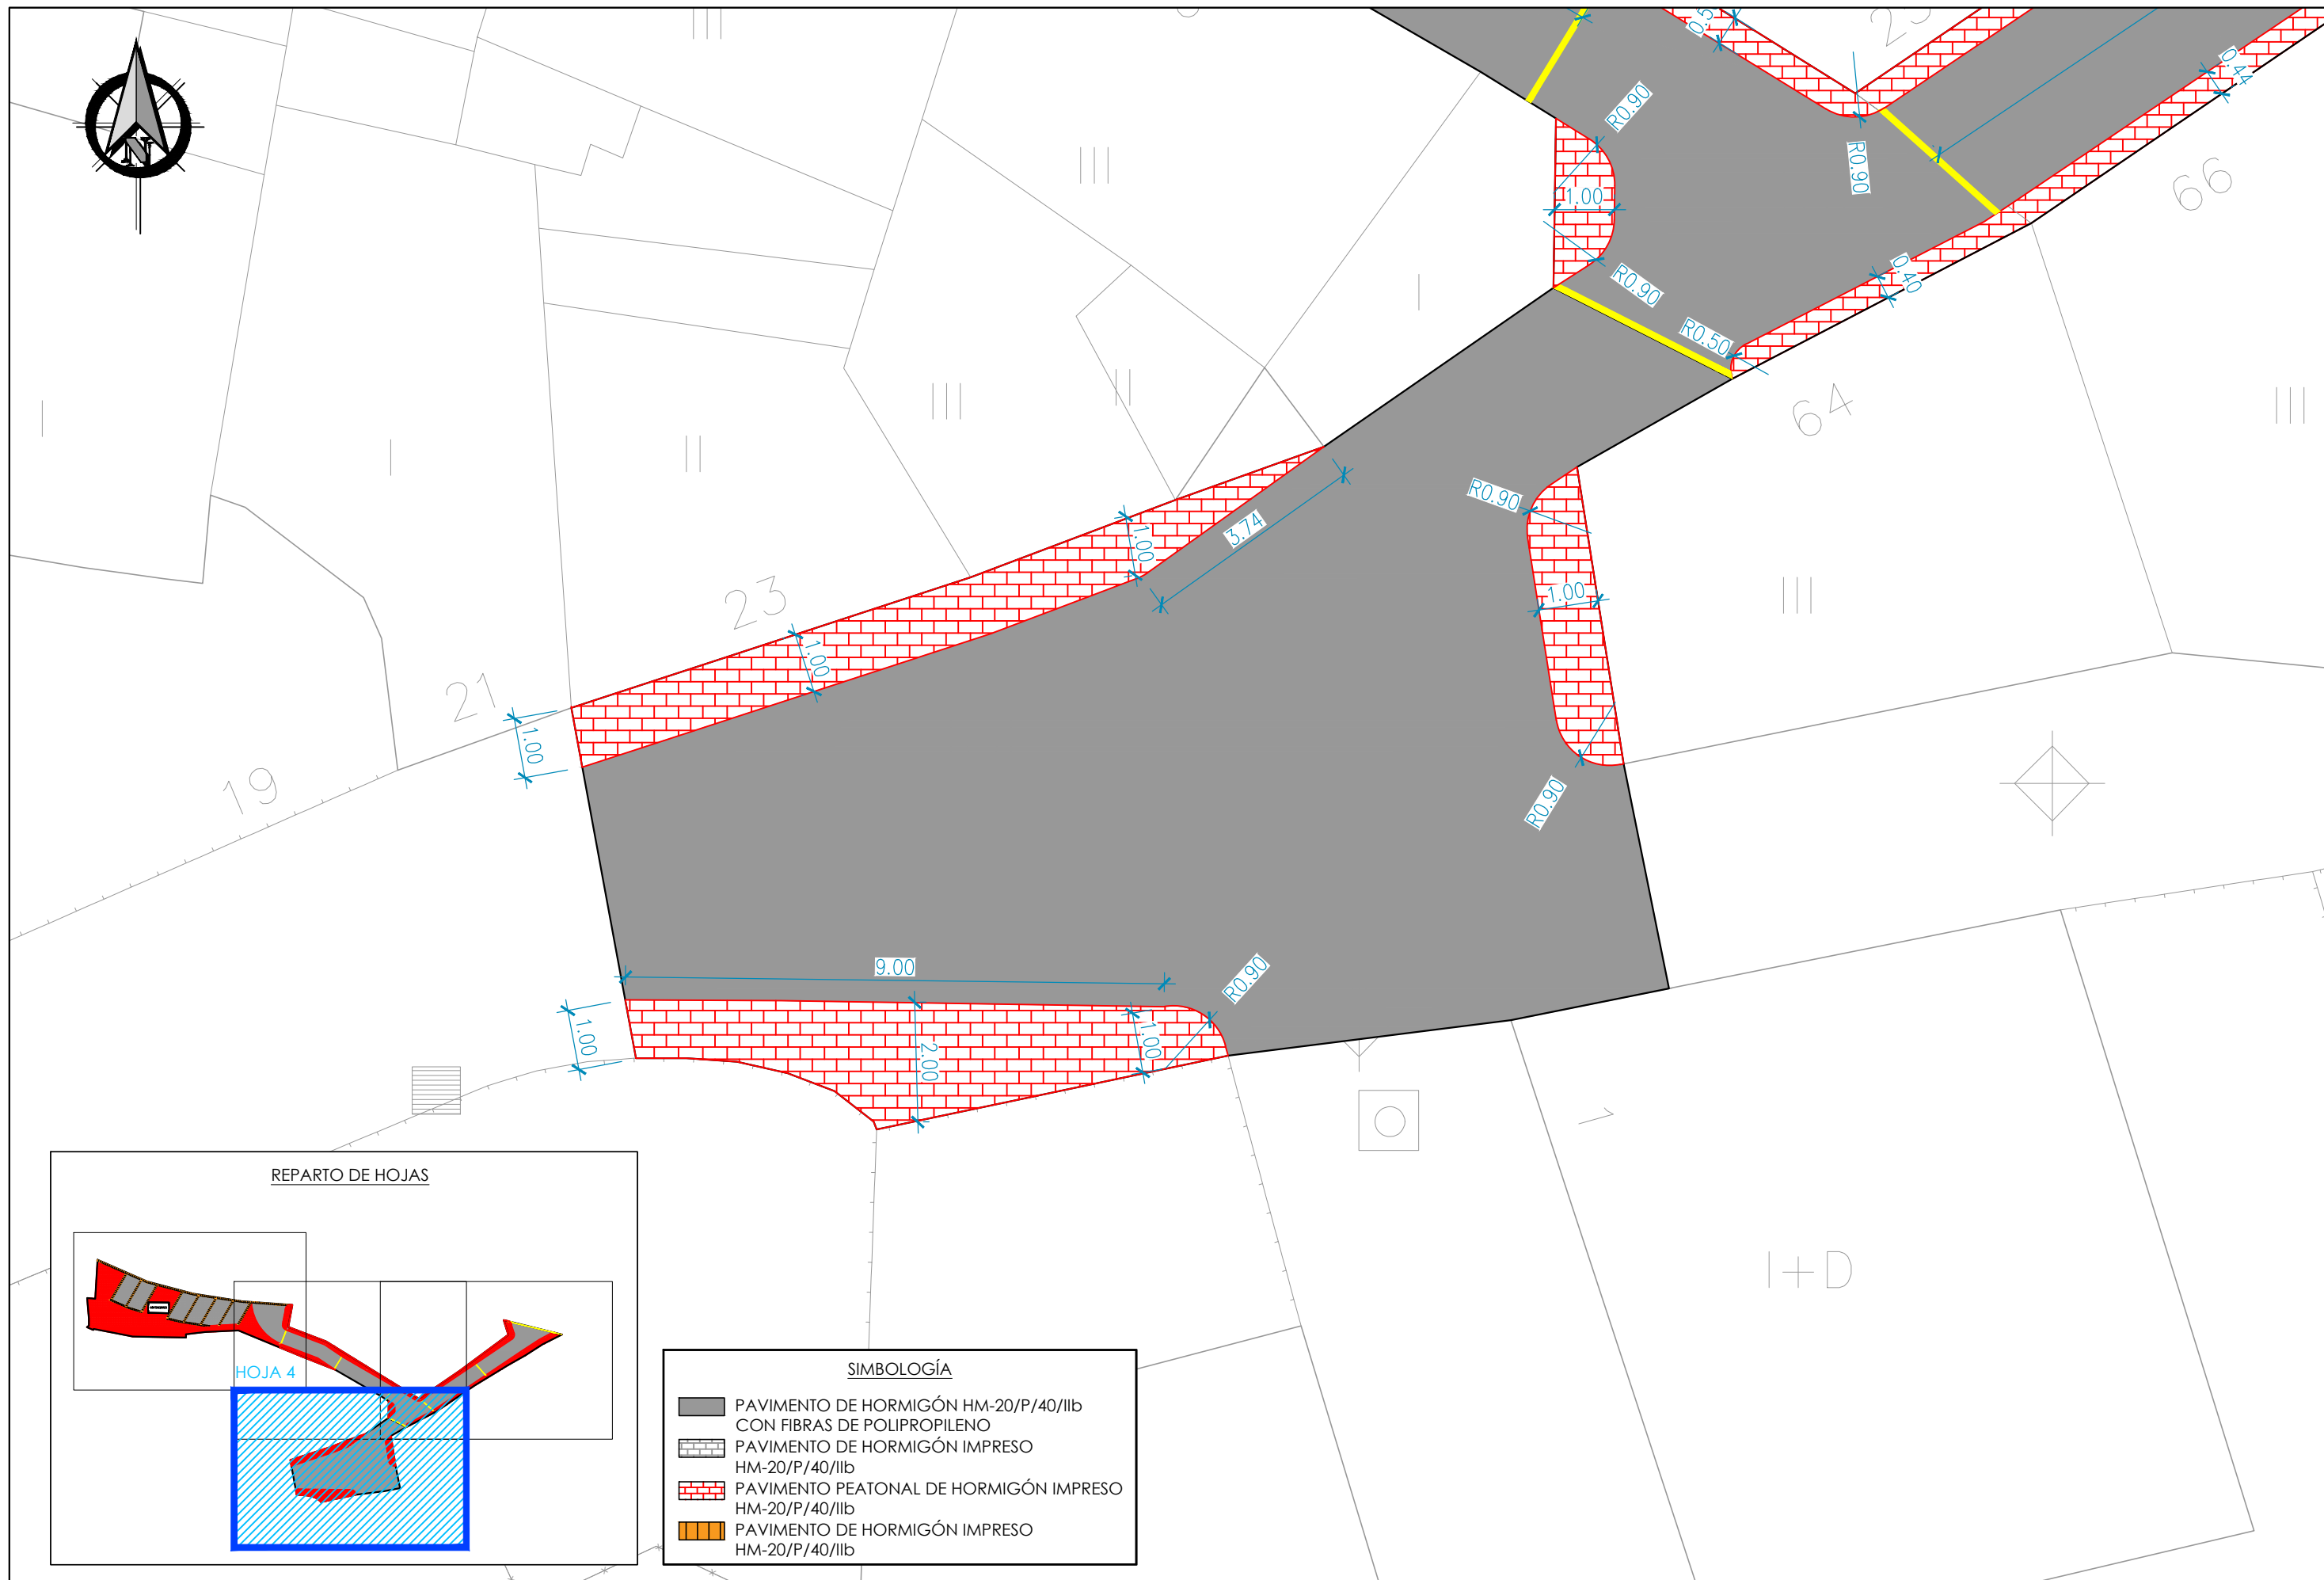 III
0.5
23
0.44
N
R0.90
III
R0.90
66
1.00
I
R0.90
0.40
R0.50
I
III
II
64
III
I
II
R0.90
1.00
3.74
23
1.00
III
1.00
21
1.00
19
R0.90
9.00
R0.90
1.00
1.00
2.00
I+D
REPARTO DE HOJAS
HOJA 4
SIMBOLOGÍA
PAVIMENTO DE HORMIGÓN HM-20/P/40/IIb
CON FIBRAS DE POLIPROPILENO
PAVIMENTO DE HORMIGÓN IMPRESO
HM-20/P/40/IIb
PAVIMENTO PEATONAL DE HORMIGÓN IMPRESO
HM-20/P/40/IIb
PAVIMENTO DE HORMIGÓN IMPRESO
HM-20/P/40/IIb